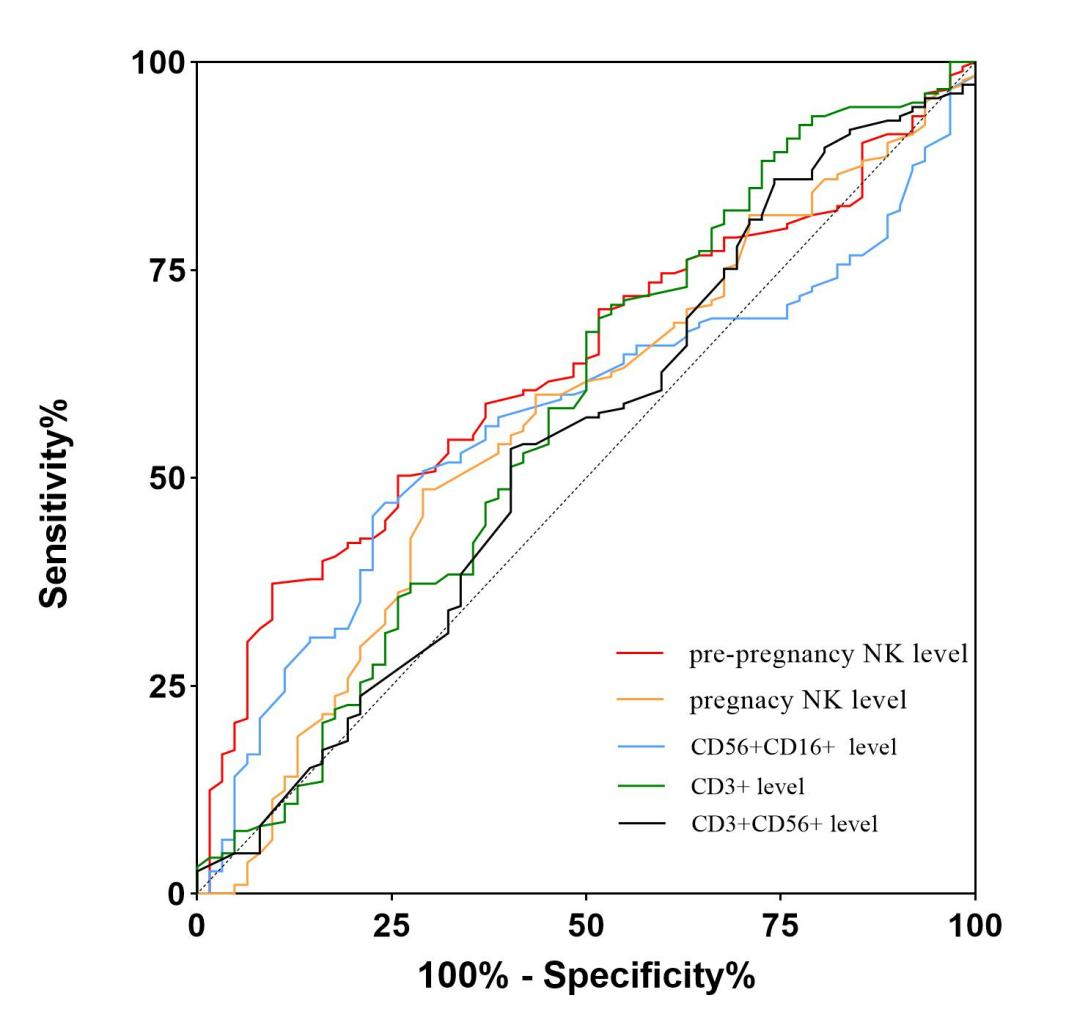 100
75
50
25
0
Sensitivity%
pre-pregnancy NK level
pregnacy NK level
CD56+CD16+ level
CD3+ level
CD3+CD56+ level
0 25 50 75 100
100% - Specificity%